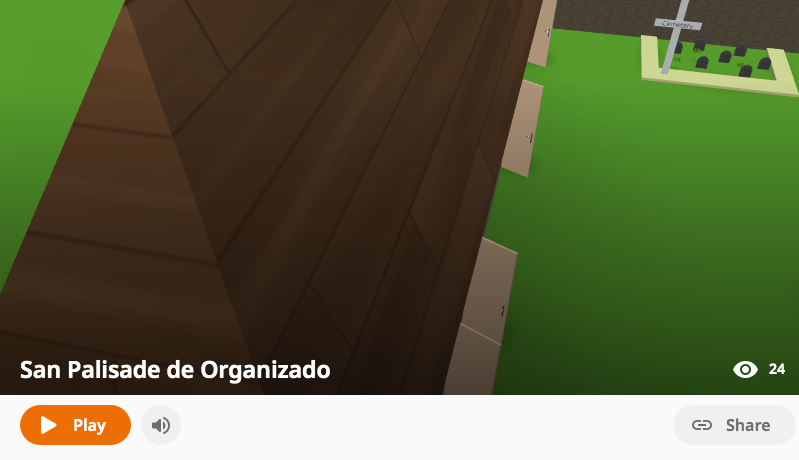 Cemetery
San Palisade de Organizado
24
Play
Share